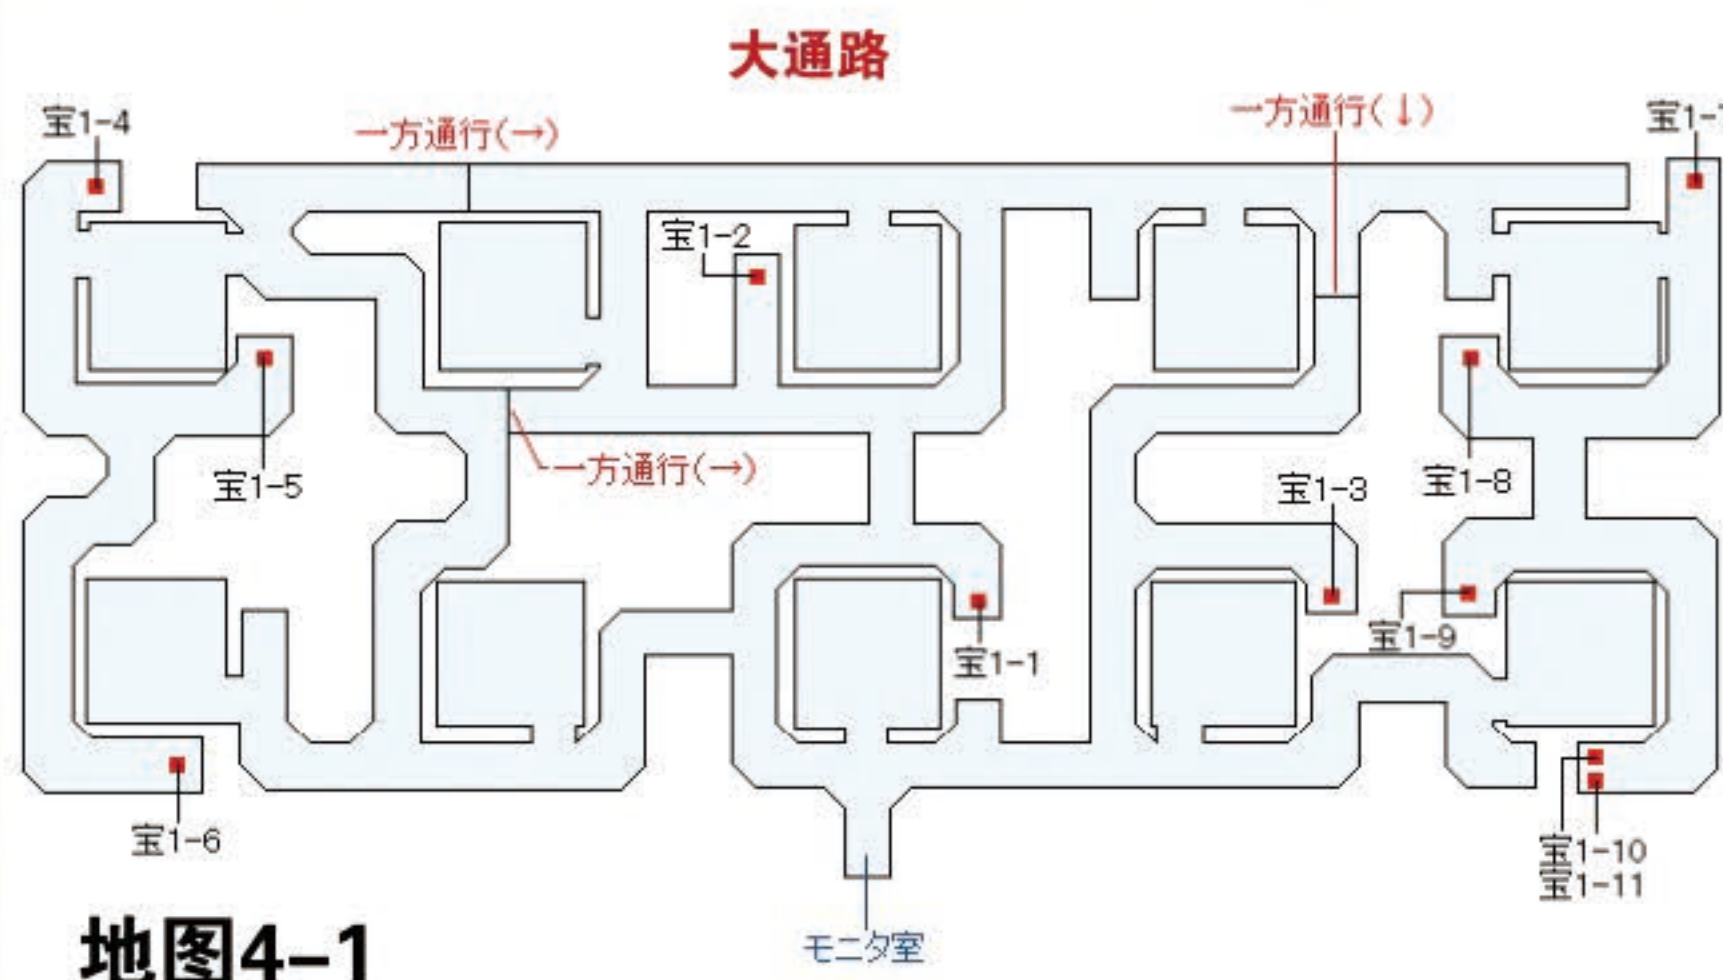 大通路
宝1-4
一方通行(→)
一方通行(↓)
宝1-
宝1-2
宝1-5
一方通行(→)
宝1-3
宝1-8
宝1-1
宝1-9
宝1-6
宝1-10
宝1-11
モニタ室
地图4-1